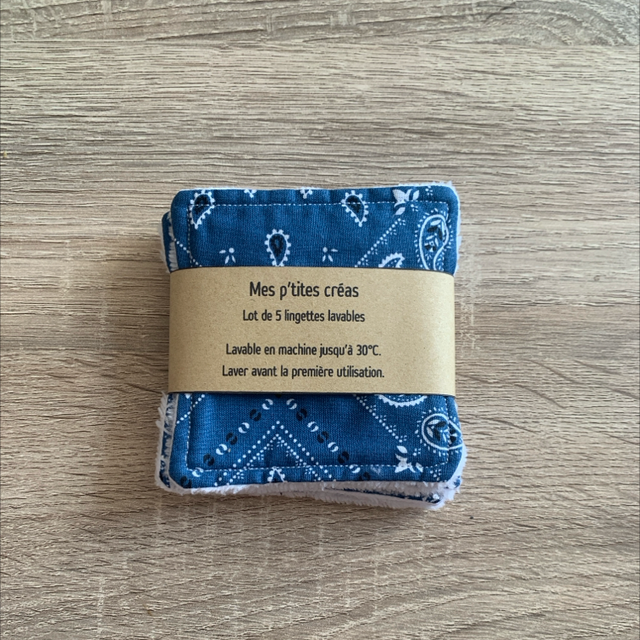 Mes p'tites créas
Lot de 5 lingettes lavables
Lavable en machine jusqu'à 30°C.
Laver avant la première utilisation.